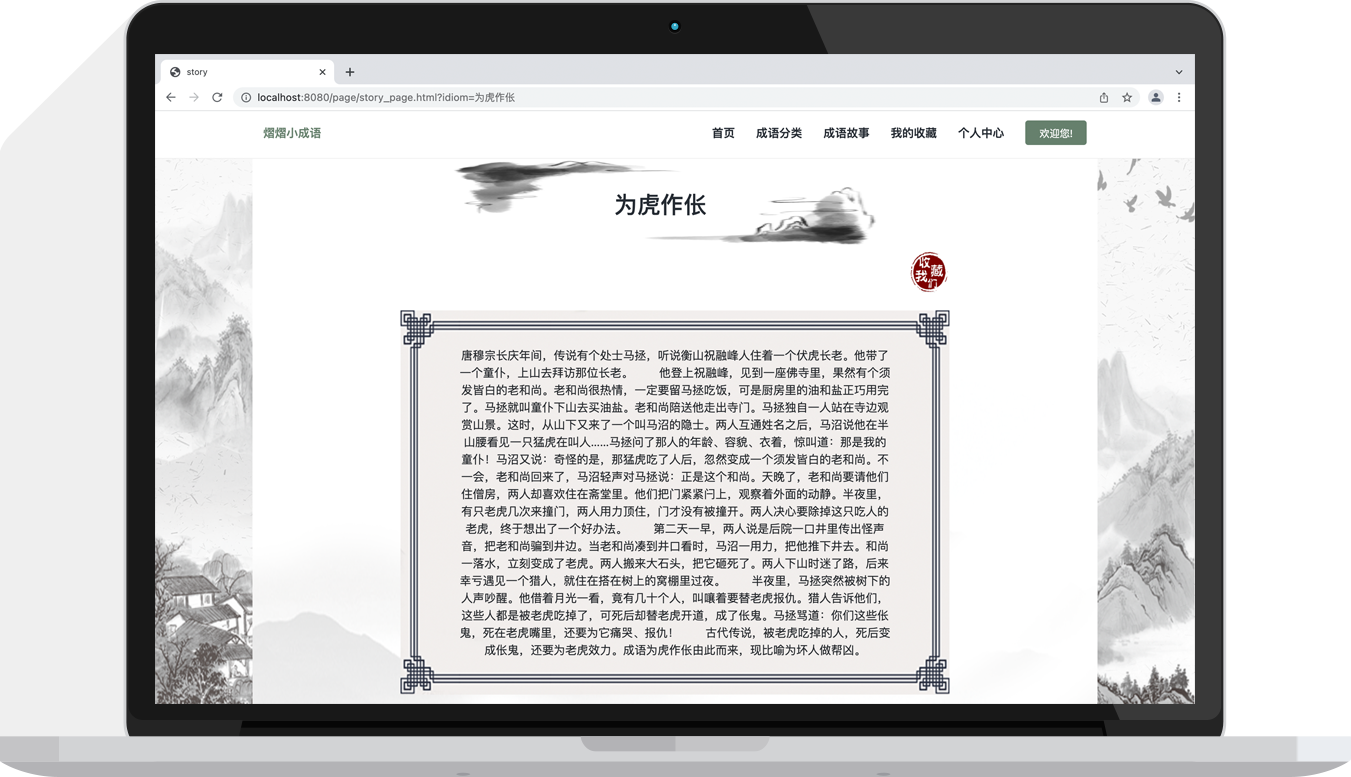 story
localhost:8080/page/story_page.html?idiom=为虎作伥
熠熠小成语
首页 成语分类 成语故事 我的收藏 个人中心 欢迎您!
为虎作伥
收藏我们
唐穆宗长庆年间，传说有个处士马拯，听说衡山祝融峰人住着一个伏虎长老。他带了
一个童仆，上山去拜访那位长老。 他登上祝融峰，见到一座佛寺里，果然有个须
发皆白的老和尚。老和尚很热情，一定要留马拯吃饭，可是厨房里的油和盐正巧用完
了。马拯就叫童仆下山去买油盐。老和尚陪送他走出寺门。马拯独自一人站在寺边观
赏山景。这时，从山下又来了一个叫马沼的隐士。两人互通姓名之后，马沼说他在半
山腰看见一只猛虎在叫人......马拯问了那人的年龄、容貌、衣着，惊叫道：那是我的
童仆！马沼又说：奇怪的是，那猛虎吃了人后，忽然变成一个须发皆白的老和尚。不
一会，老和尚回来了，马沼轻声对马拯说：正是这个和尚。天晚了，老和尚要请他们
住僧房，两人却喜欢住在斋堂里。他们把门紧紧闩上，观察着外面的动静。半夜里，
有只老虎几次来撞门，两人用力顶住，门才没有被撞开。两人决心要除掉这只吃人的
老虎，终于想出了一个好办法。 第二天一早，两人说是后院一口井里传出怪声
音，把老和尚骗到井边。当老和尚凑到井口看时，马沼一用力，把他推下井去。和尚
一落水，立刻变成了老虎。两人搬来大石头，把它砸死了。两人下山时迷了路，后来
幸亏遇见一个猎人，就住在搭在树上的窝棚里过夜。 半夜里，马拯突然被树下的
人声吵醒。他借着月光一看，竟有几十个人，叫嚷着要替老虎报仇。猎人告诉他们，
这些人都是被老虎吃掉了，可死后却替老虎开道，成了伥鬼。马拯骂道：你们这些伥
鬼，死在老虎嘴里，还要为它痛哭、报仇！ 古代传说，被老虎吃掉的人，死后变
成伥鬼，还要为老虎效力。成语为虎作伥由此而来，现比喻为坏人做帮凶。